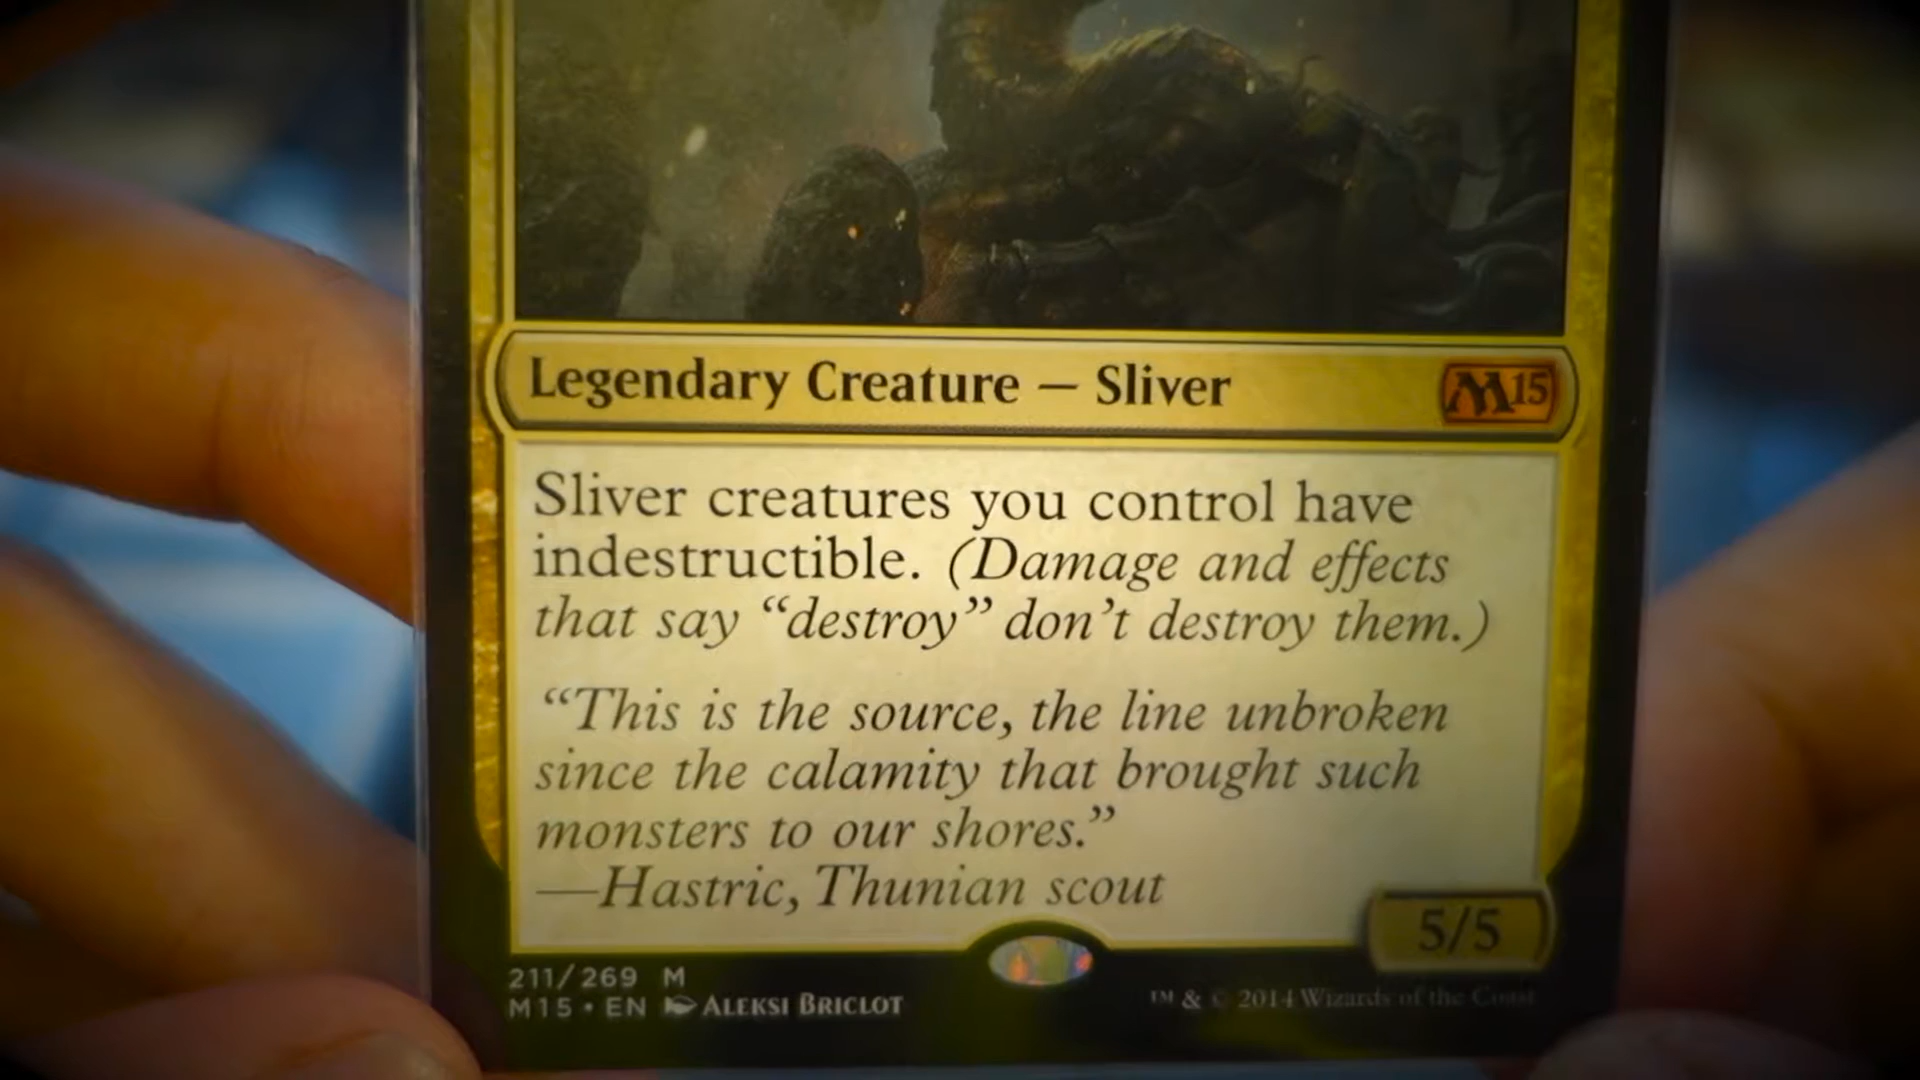 Legendary Creature — Sliver
M15
Sliver creatures you control have
indestructible. (Damage and effects
that say “destroy” don’t destroy them.)
“This is the source, the line unbroken
since the calamity that brought such
monsters to our shores.”
—Hastric, Thunian scout
5/5
211/269 M
M15 • EN ALEKSI BRICLOT
™ & © 2014 Wizards of the Coast